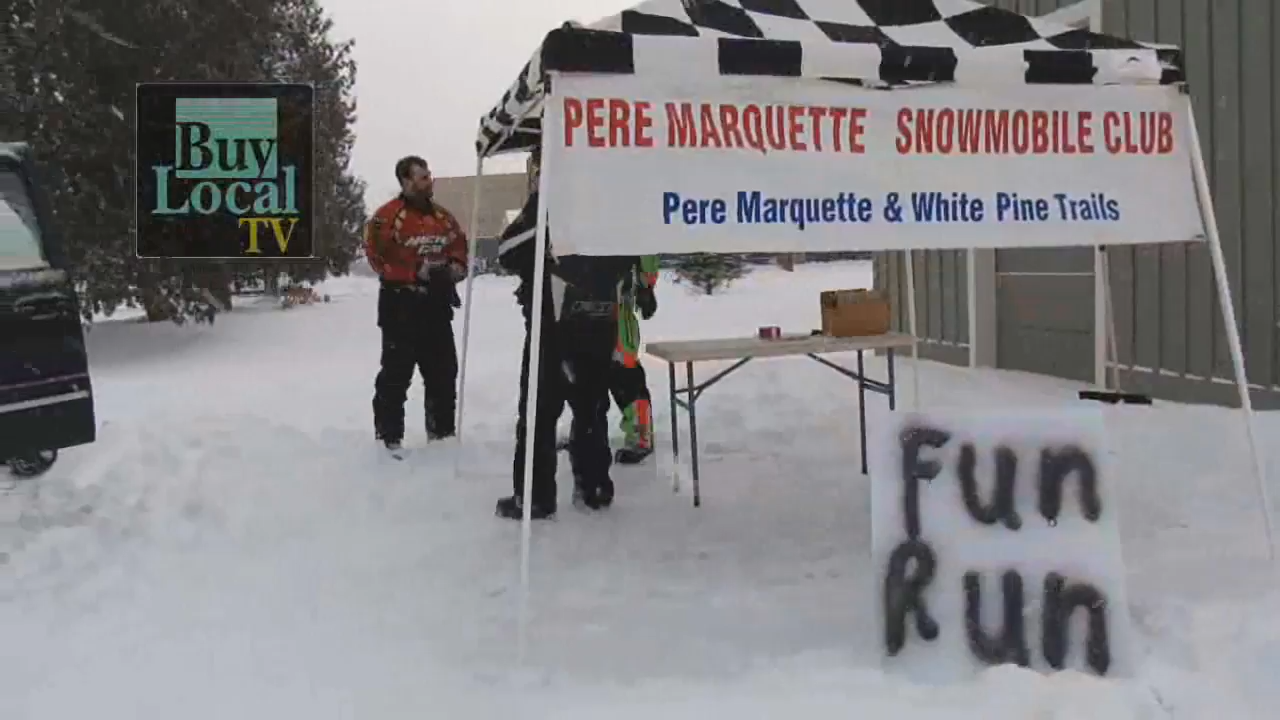 Buy
Local
TV
PERE MARQUETTE SNOWMOBILE CLUB
Pere Marquette & White Pine Trails
Fun
Run